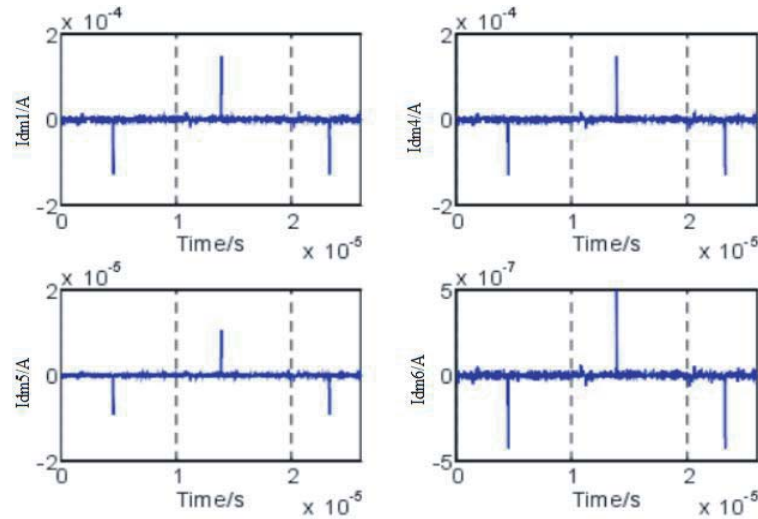 x 10⁻⁴
2
0
-2
Idm1/A
0 1 2
Time/s
x 10⁻⁵
x 10⁻⁴
2
0
-2
Idm4/A
0 1 2
Time/s
x 10⁻⁵
x 10⁻⁵
2
0
-2
Idm5/A
0 1 2
Time/s
x 10⁻⁵
x 10⁻⁷
5
0
-5
Idm6/A
0 1 2
Time/s
x 10⁻⁵